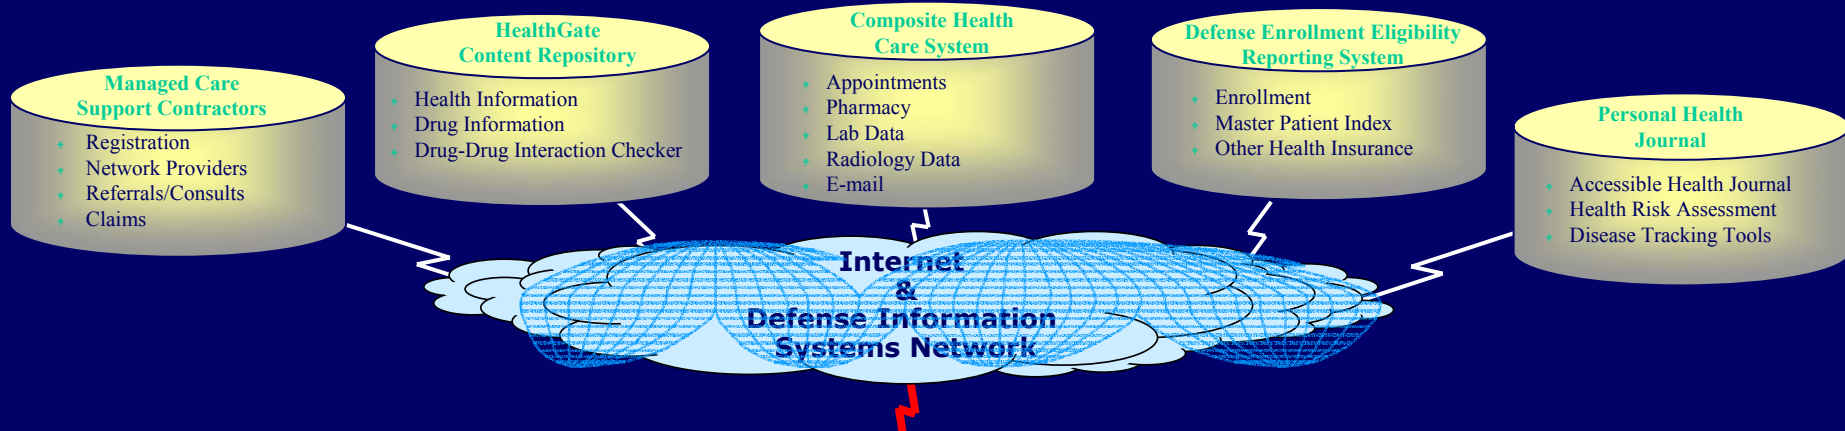 Managed Care
Support Contractors
Registration
Network Providers
Referrals/Consults
Claims
HealthGate
Content Repository
Health Information
Drug Information
Drug-Drug Interaction Checker
Composite Health
Care System
Appointments
Pharmacy
Lab Data
Radiology Data
E-mail
Defense Enrollment Eligibility
Reporting System
Enrollment
Master Patient Index
Other Health Insurance
Personal Health
Journal
Accessible Health Journal
Health Risk Assessment
Disease Tracking Tools
Internet
&
Defense Information
Systems Network